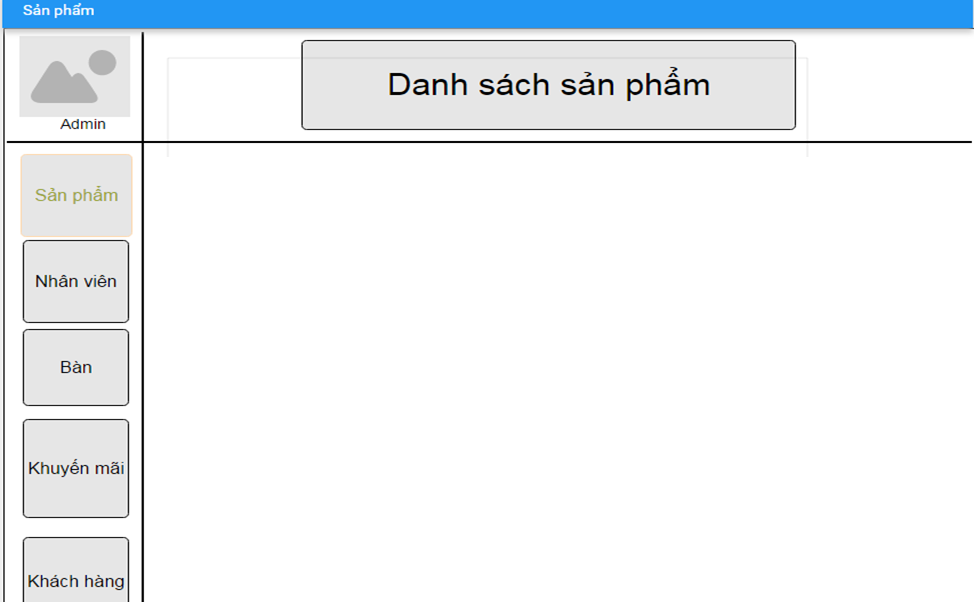 Sản phẩm
Danh sách sản phẩm
Admin
Sản phẩm
Nhân viên
Bàn
Khuyến mãi
Khách hàng